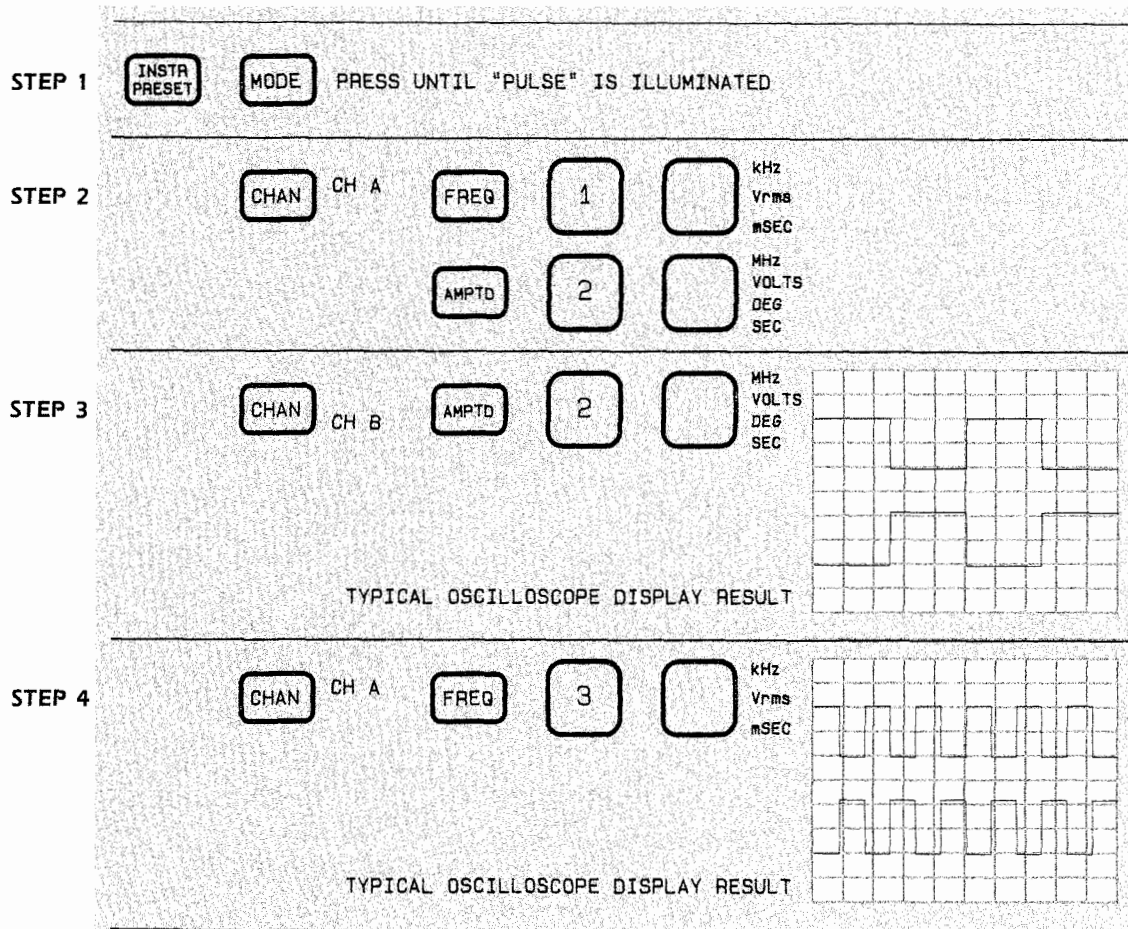 STEP 1 INSTR PRESET MODE PRESS UNTIL "PULSE" IS ILLUMINATED
STEP 2 CHAN CH A FREQ 1 kHz
Vrms
mSEC
AMPTD 2 MHz
VOLTS
DEG
SEC
STEP 3 CHAN CH B AMPTD 2 MHz
VOLTS
DEG
SEC
TYPICAL OSCILLOSCOPE DISPLAY RESULT
STEP 4 CHAN CH A FREQ 3 kHz
Vrms
mSEC
TYPICAL OSCILLOSCOPE DISPLAY RESULT